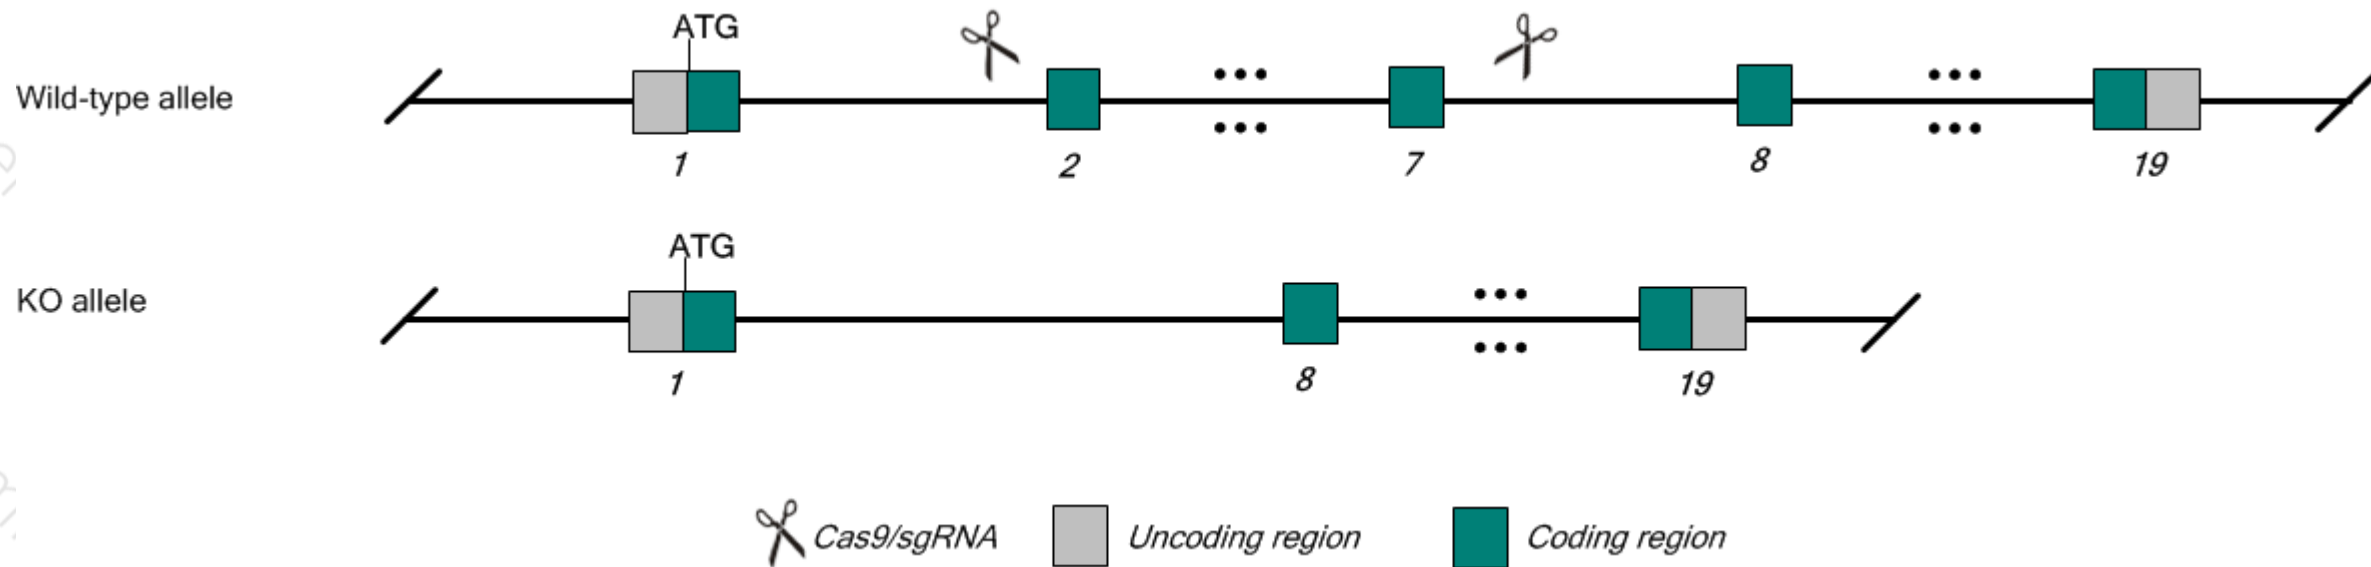 ATG
Wild-type allele
1 2 7 8 19
ATG
KO allele
1 8 19
Cas9/sgRNA Uncoding region Coding region